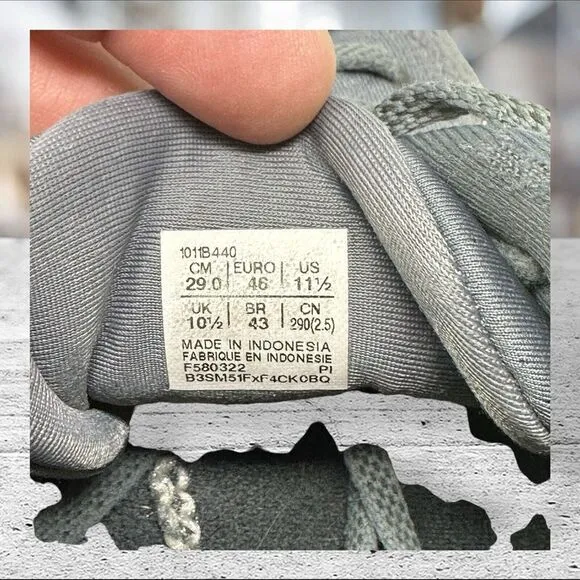 1011B440
CM EURO US
29.0 46 11½
UK BR CN
10½ 43 290(2.5)
MADE IN INDONESIA
FABRIQUE EN INDONESIE
F580322 PI
B3SM51FxF4CK0BQ